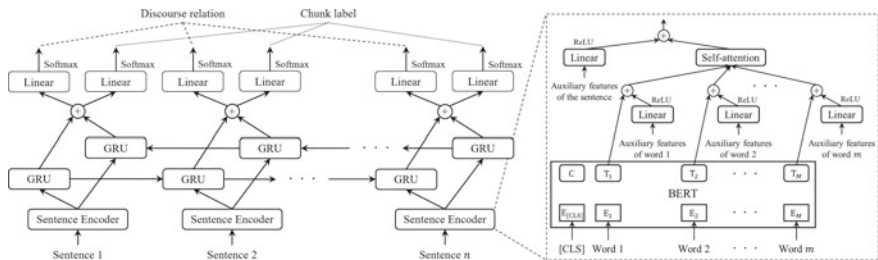 Discourse relation Chunk label
Softmax Softmax Softmax Softmax Softmax Softmax
Linear Linear Linear Linear Linear Linear
+ + +
GRU GRU · · · GRU
GRU GRU · · · GRU
Sentence Encoder Sentence Encoder Sentence Encoder
Sentence 1 Sentence 2 Sentence n
+
ReLU
Linear Self-attention
Auxiliary features
of the sentence
+ + · · · +
ReLU ReLU ReLU
Linear Linear Linear
Auxiliary features Auxiliary features Auxiliary features
of word 1 of word 2 of word m
C T1 T2 · · · TM
BERT
E[CLS] E1 E2 · · · EM
[CLS] Word 1 Word 2 · · · Word m